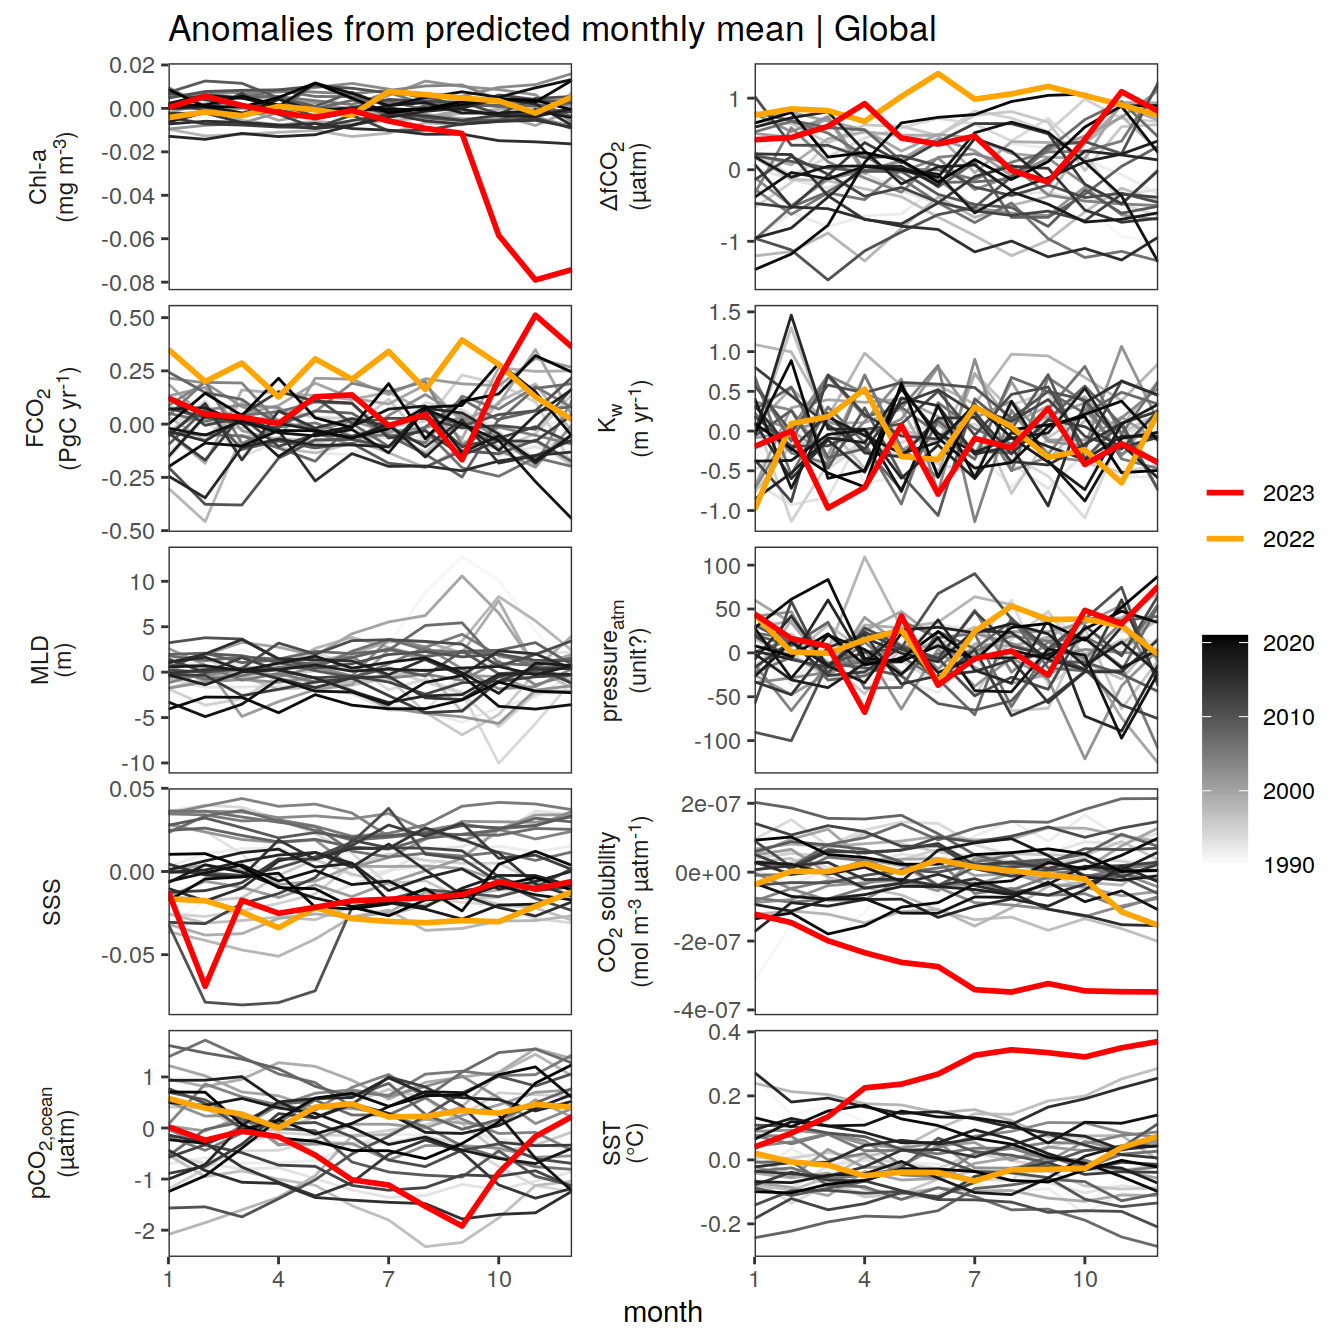 Anomalies from predicted monthly mean | Global
Chl-a
(mg m⁻³)
0.02
0.00
-0.02
-0.04
-0.06
-0.08
ΔfCO₂
(µatm)
1
0
-1
FCO₂
(PgC yr⁻¹)
0.50
0.25
0.00
-0.25
-0.50
K_w
(m yr⁻¹)
1.5
1.0
0.5
0.0
-0.5
-1.0
MLD
(m)
10
5
0
-5
-10
pressure_atm
(unit?)
100
50
0
-50
-100
SSS
0.05
0.00
-0.05
CO₂ solubility
(mol m⁻³ µatm⁻¹)
2e-07
0e+00
-2e-07
-4e-07
pCO₂,ocean
(µatm)
1
0
-1
-2
SST
(°C)
0.4
0.2
0.0
-0.2
1 4 7 10
1 4 7 10
month
2023
2022
2020
2010
2000
1990